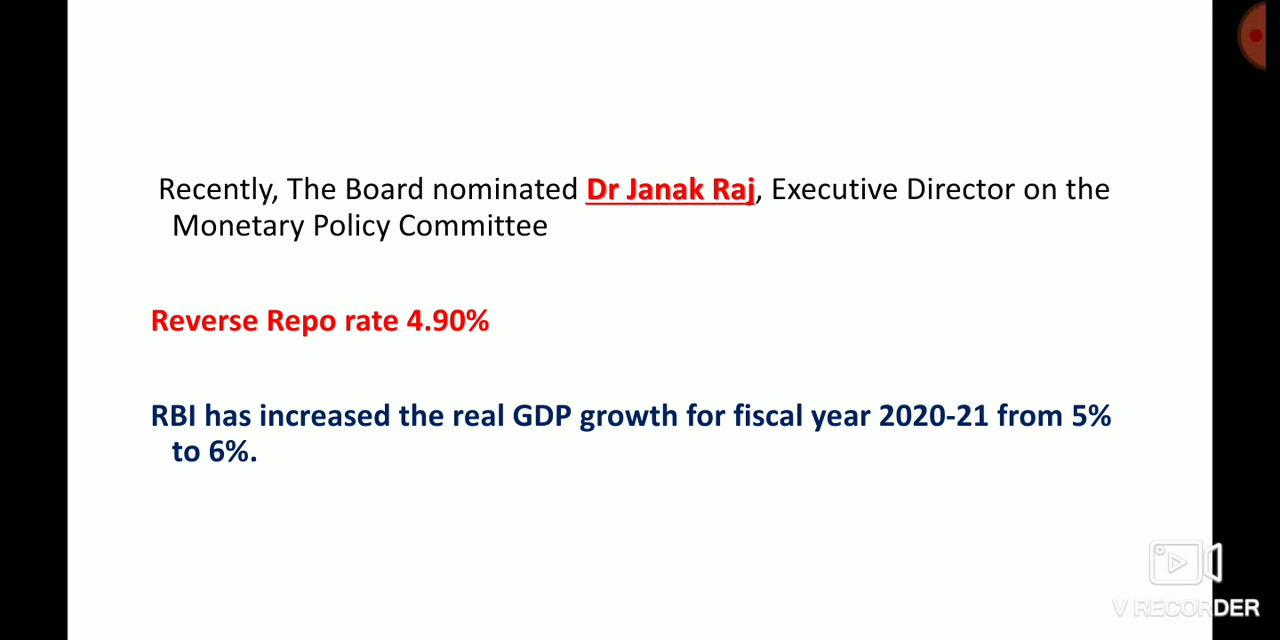 Recently, The Board nominated Dr Janak Raj, Executive Director on the
Monetary Policy Committee
Reverse Repo rate 4.90%
RBI has increased the real GDP growth for fiscal year 2020-21 from 5%
to 6%.
V RECORDER